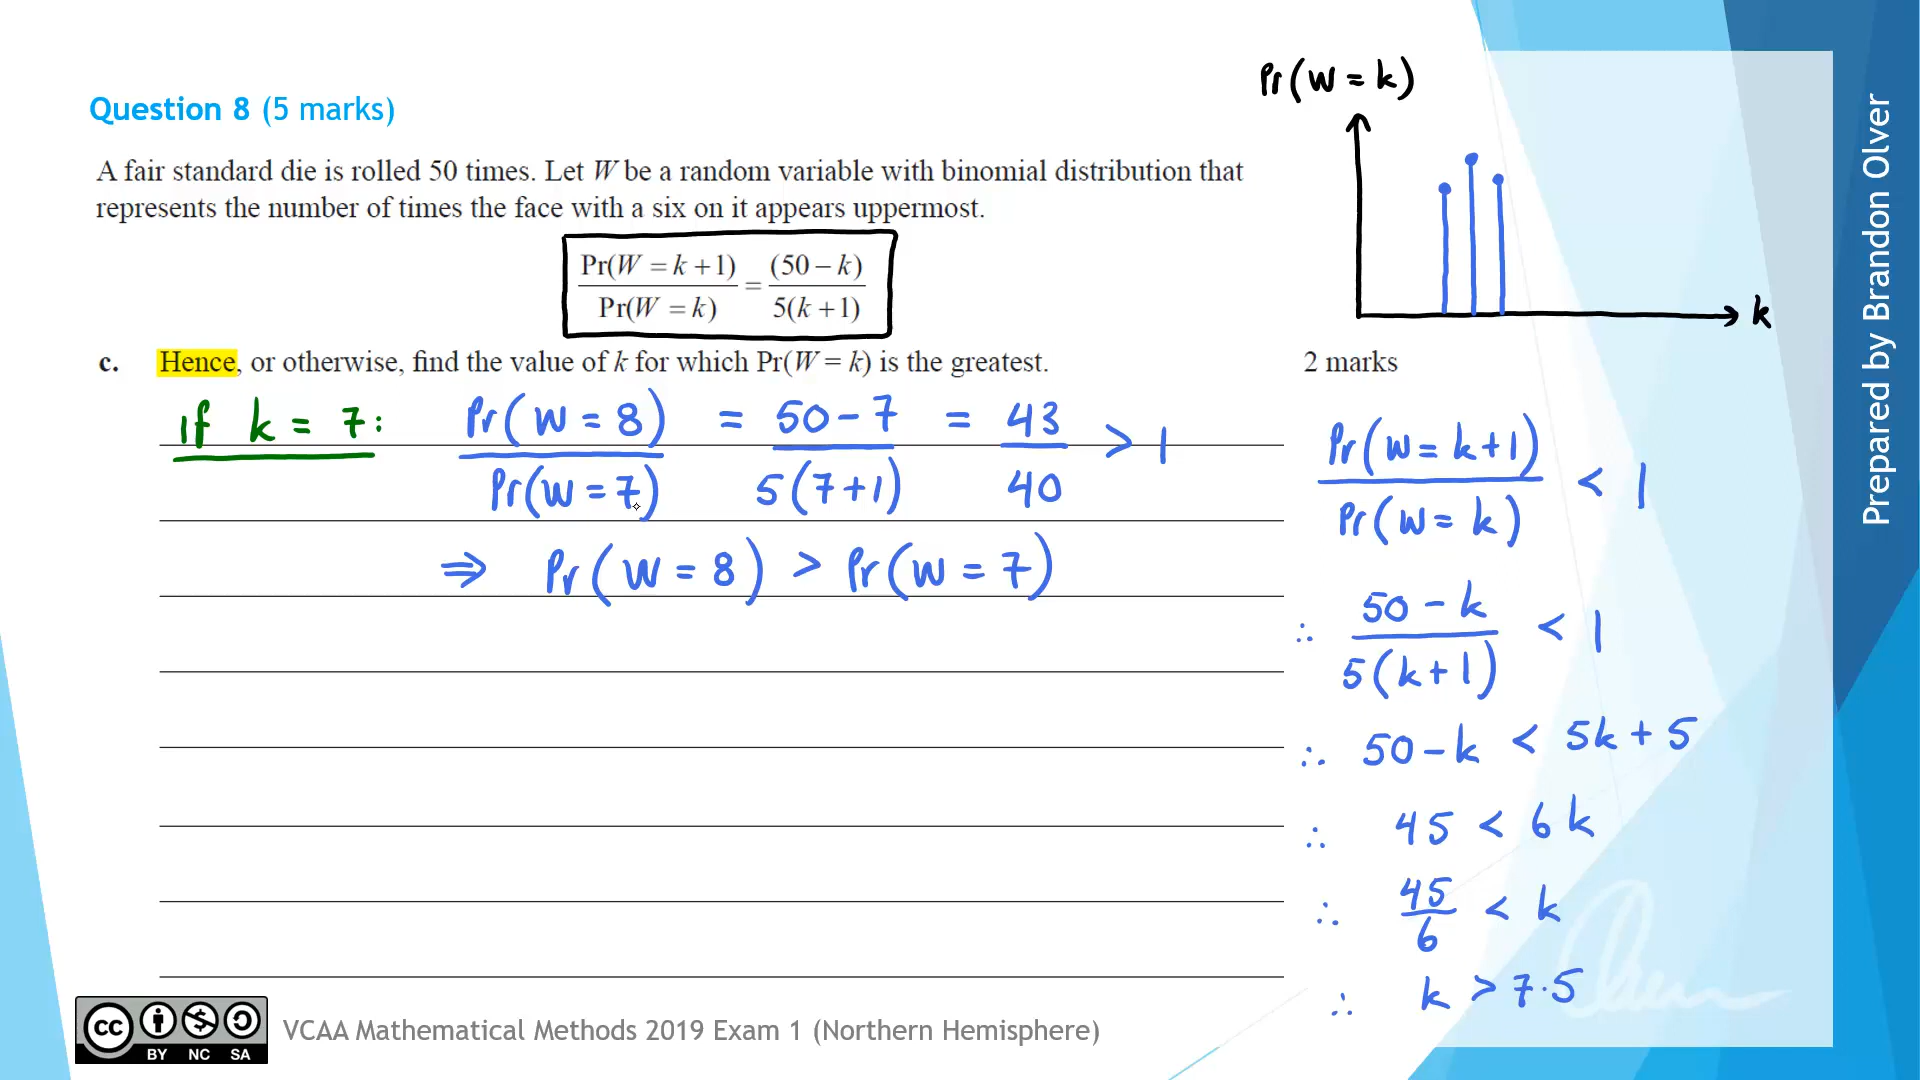 Pr(W = k)
Question 8 (5 marks)
A fair standard die is rolled 50 times. Let W be a random variable with binomial distribution that
represents the number of times the face with a six on it appears uppermost.
Pr(W = k + 1) / Pr(W = k) = (50 − k) / 5(k + 1)
k
c. Hence, or otherwise, find the value of k for which Pr(W = k) is the greatest.
2 marks
If k = 7: Pr(W = 8) / Pr(W = 7) = 50 − 7 / 5(7 + 1) = 43 / 40 > 1
⇒ Pr(W = 8) > Pr(W = 7)
Pr(W = k + 1) / Pr(W = k) < 1
∴ 50 − k / 5(k + 1) < 1
∴ 50 − k < 5k + 5
∴ 45 < 6k
∴ 45 / 6 < k
∴ k > 7.5
Prepared by Brandon Olver
cc
BY NC SA
VCAA Mathematical Methods 2019 Exam 1 (Northern Hemisphere)